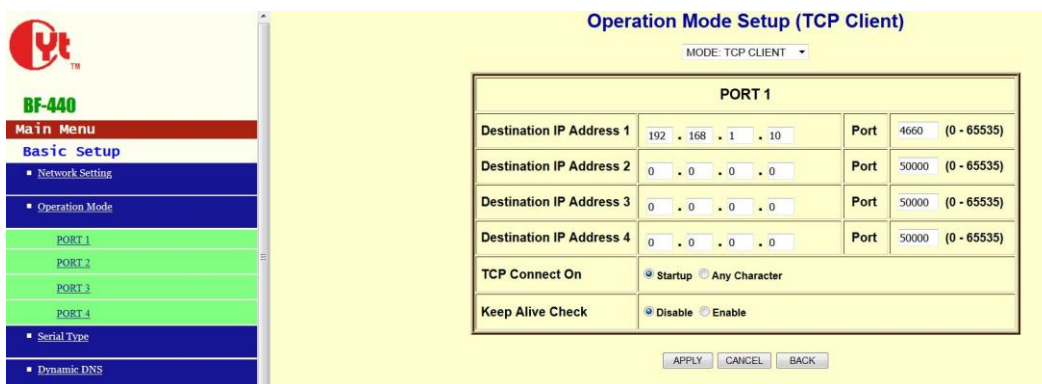 Cyt
TM
BF-440
Main Menu
Basic Setup
Network Setting
Operation Mode
PORT 1
PORT 2
PORT 3
PORT 4
Serial Type
Dynamic DNS
Operation Mode Setup (TCP Client)
MODE: TCP CLIENT
PORT 1
Destination IP Address 1 192 . 168 . 1 . 10 Port 4660 (0 - 65535)
Destination IP Address 2 0 . 0 . 0 . 0 Port 50000 (0 - 65535)
Destination IP Address 3 0 . 0 . 0 . 0 Port 50000 (0 - 65535)
Destination IP Address 4 0 . 0 . 0 . 0 Port 50000 (0 - 65535)
TCP Connect On Startup Any Character
Keep Alive Check Disable Enable
APPLY CANCEL BACK